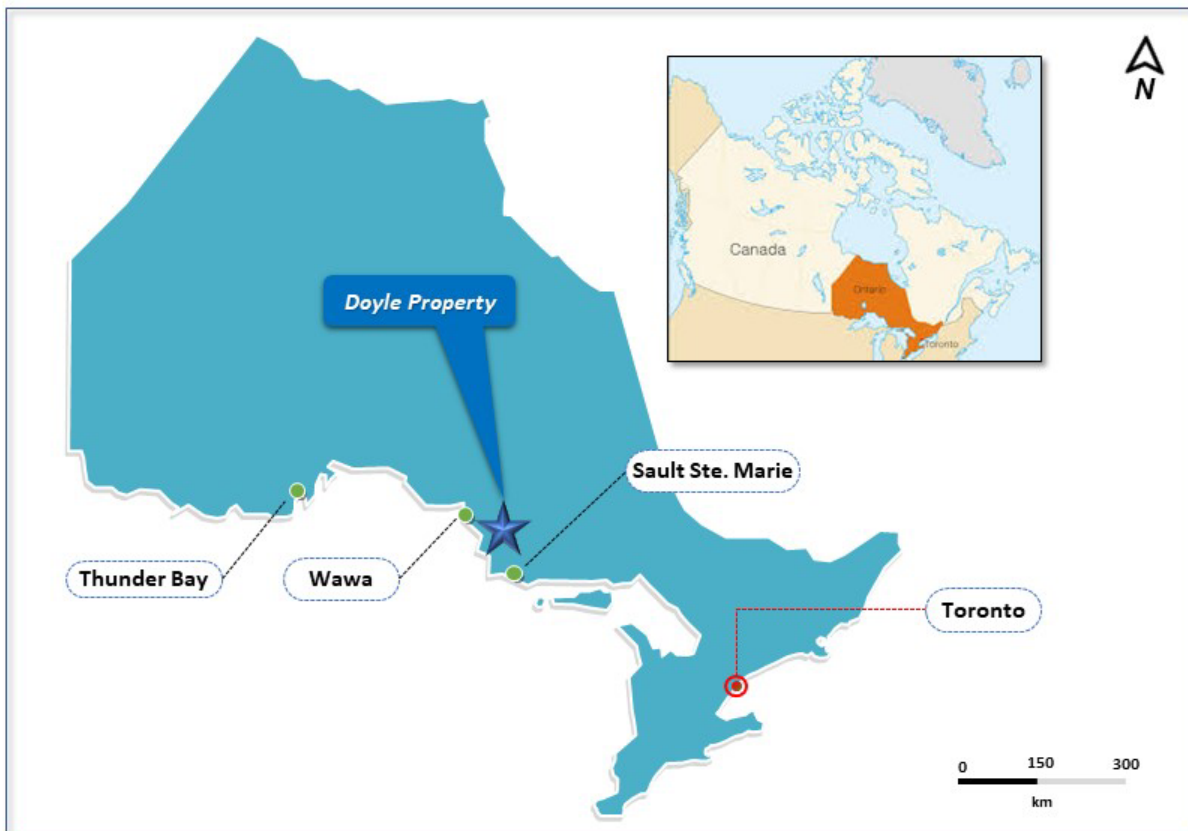 N
Canada
Ontario
Toronto
Doyle Property
Sault Ste. Marie
Thunder Bay
Wawa
Toronto
0 150 300
km